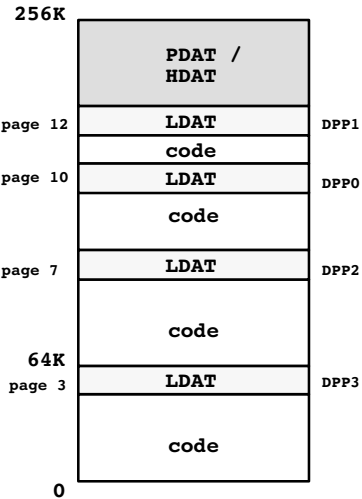 256K
PDAT /
HDAT
page 12 LDAT DPP1
code
page 10 LDAT DPP0
code
page 7 LDAT DPP2
code
64K
page 3 LDAT DPP3
code
0